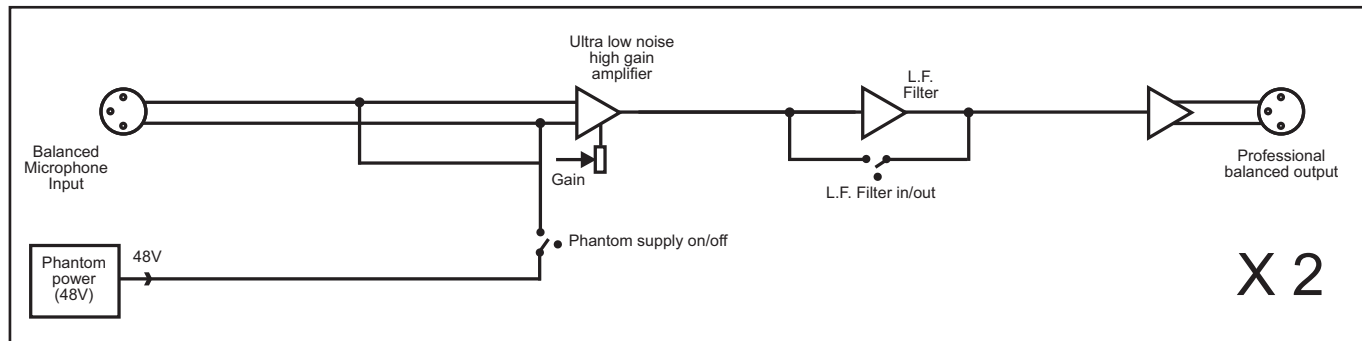 Ultra low noise
high gain
amplifier
L.F.
Filter
Balanced
Microphone
Input
Gain
L.F. Filter in/out
Professional
balanced output
Phantom supply on/off
48V
Phantom
power
(48V)
X 2